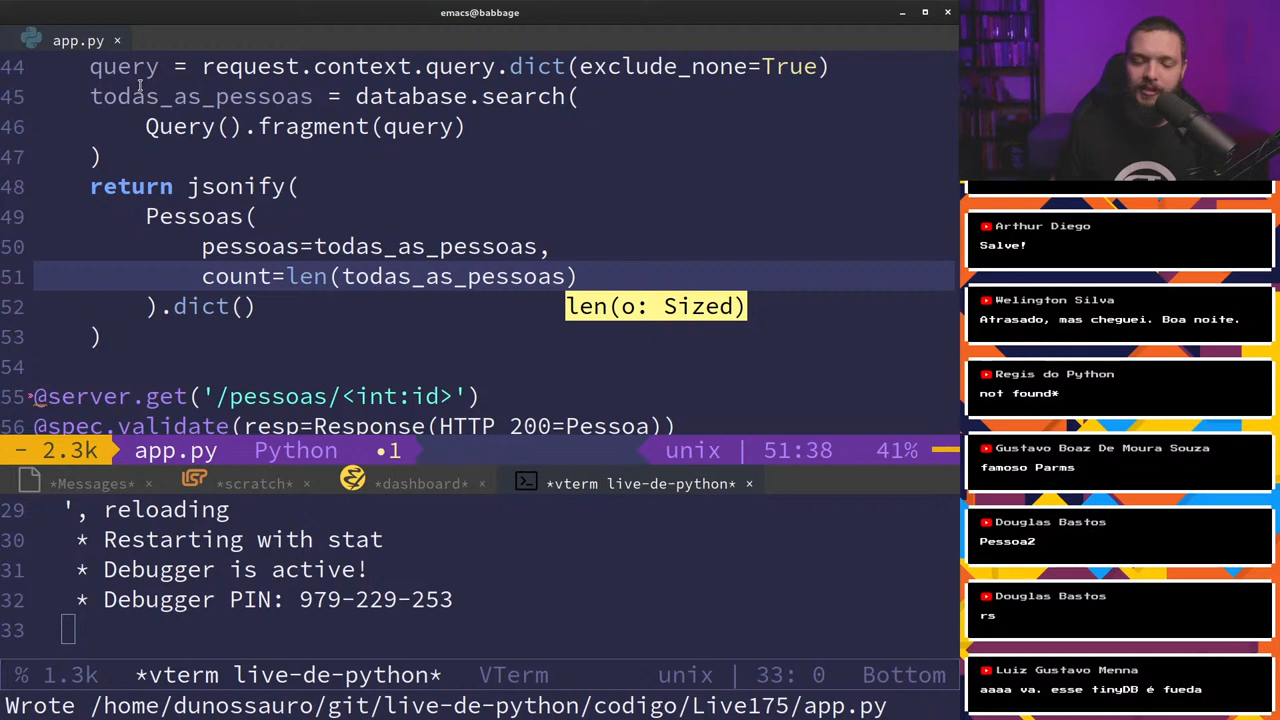 emacs@babbage
app.py ×
44 query = request.context.query.dict(exclude_none=True)
45 todas_as_pessoas = database.search(
46 Query().fragment(query)
47 )
48 return jsonify(
49 Pessoas(
50 pessoas=todas_as_pessoas,
51 count=len(todas_as_pessoas)
52 ).dict()
len(o: Sized)
53 )
54
55 @server.get('/pessoas/<int:id>')
56 @spec.validate(resp=Response(HTTP_200=Pessoa))
- 2.3k app.py Python •1 unix | 51:38 41%
*Messages* × *scratch* × *dashboard* × *vterm live-de-python* ×
29 ', reloading
30 * Restarting with stat
31 * Debugger is active!
32 * Debugger PIN: 979-229-253
33
% 1.3k *vterm live-de-python* VTerm unix | 33: 0 Bottom
Wrote /home/dunossauro/git/live-de-python/codigo/Live175/app.py
Arthur Diego
Salve!
Welington Silva
Atrasado, mas cheguei. Boa noite.
Regis do Python
not found*
Gustavo Boaz De Moura Souza
famoso Parms
Douglas Bastos
Pessoa2
Douglas Bastos
rs
Luiz Gustavo Menna
aaaa va. esse tinyDB é fueda